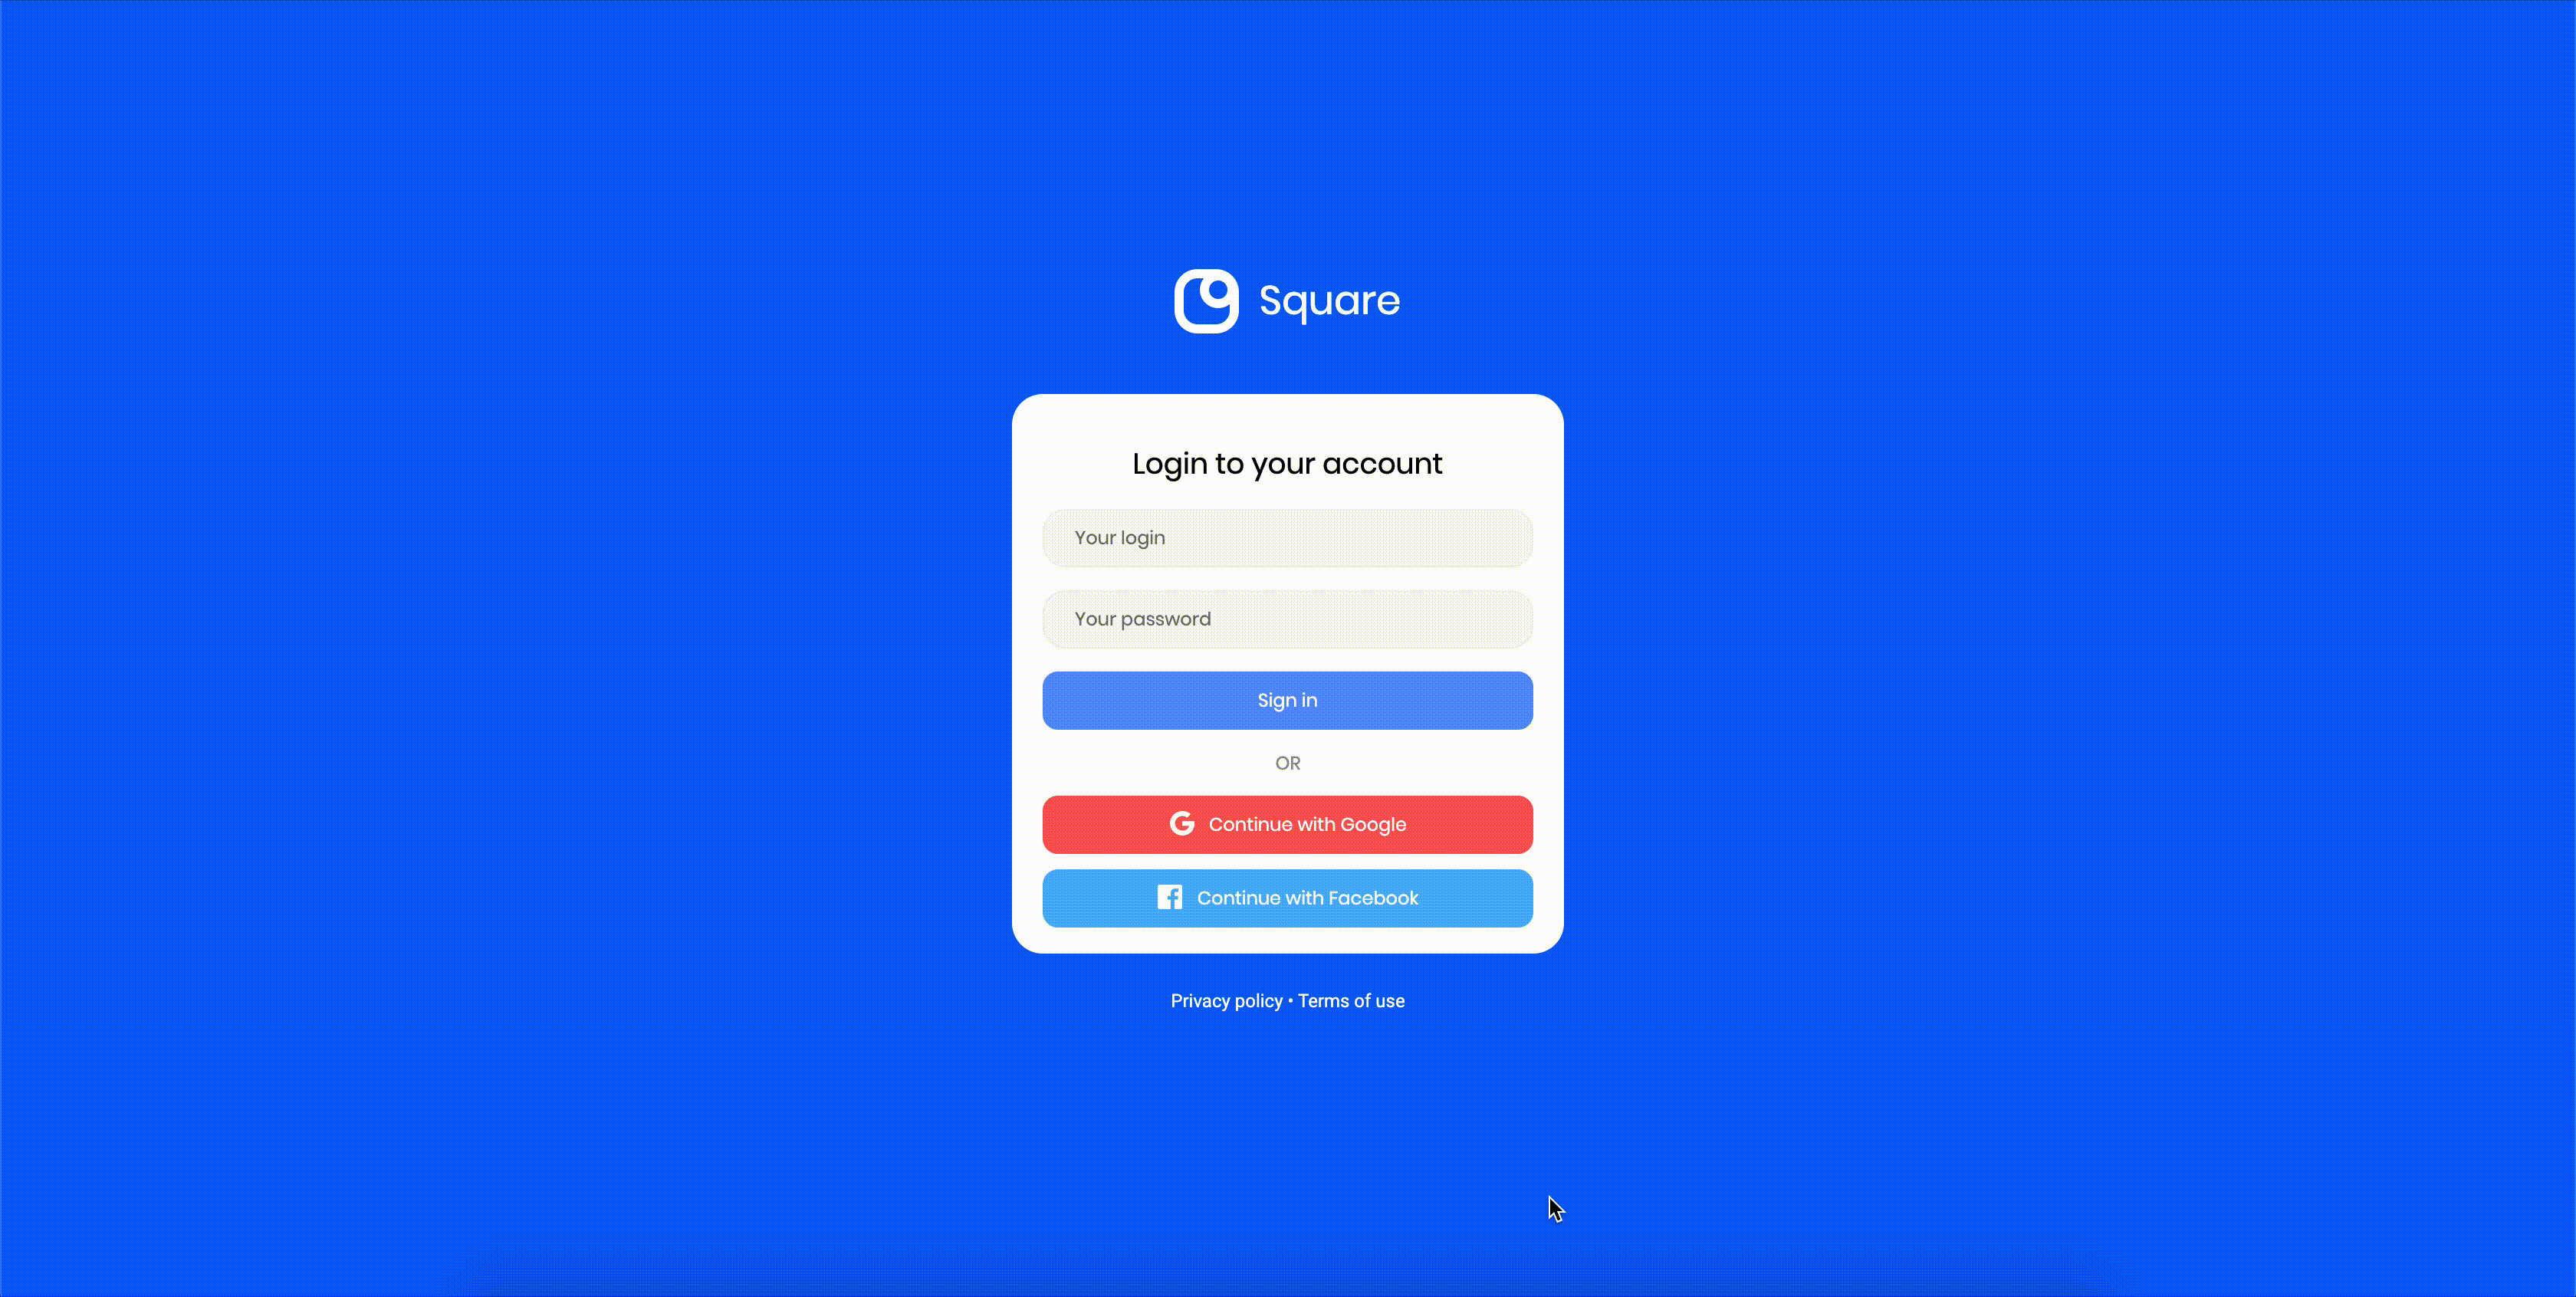 Square
Login to your account
Your login
Your password
Sign in
OR
Continue with Google
Continue with Facebook
Privacy policy • Terms of use